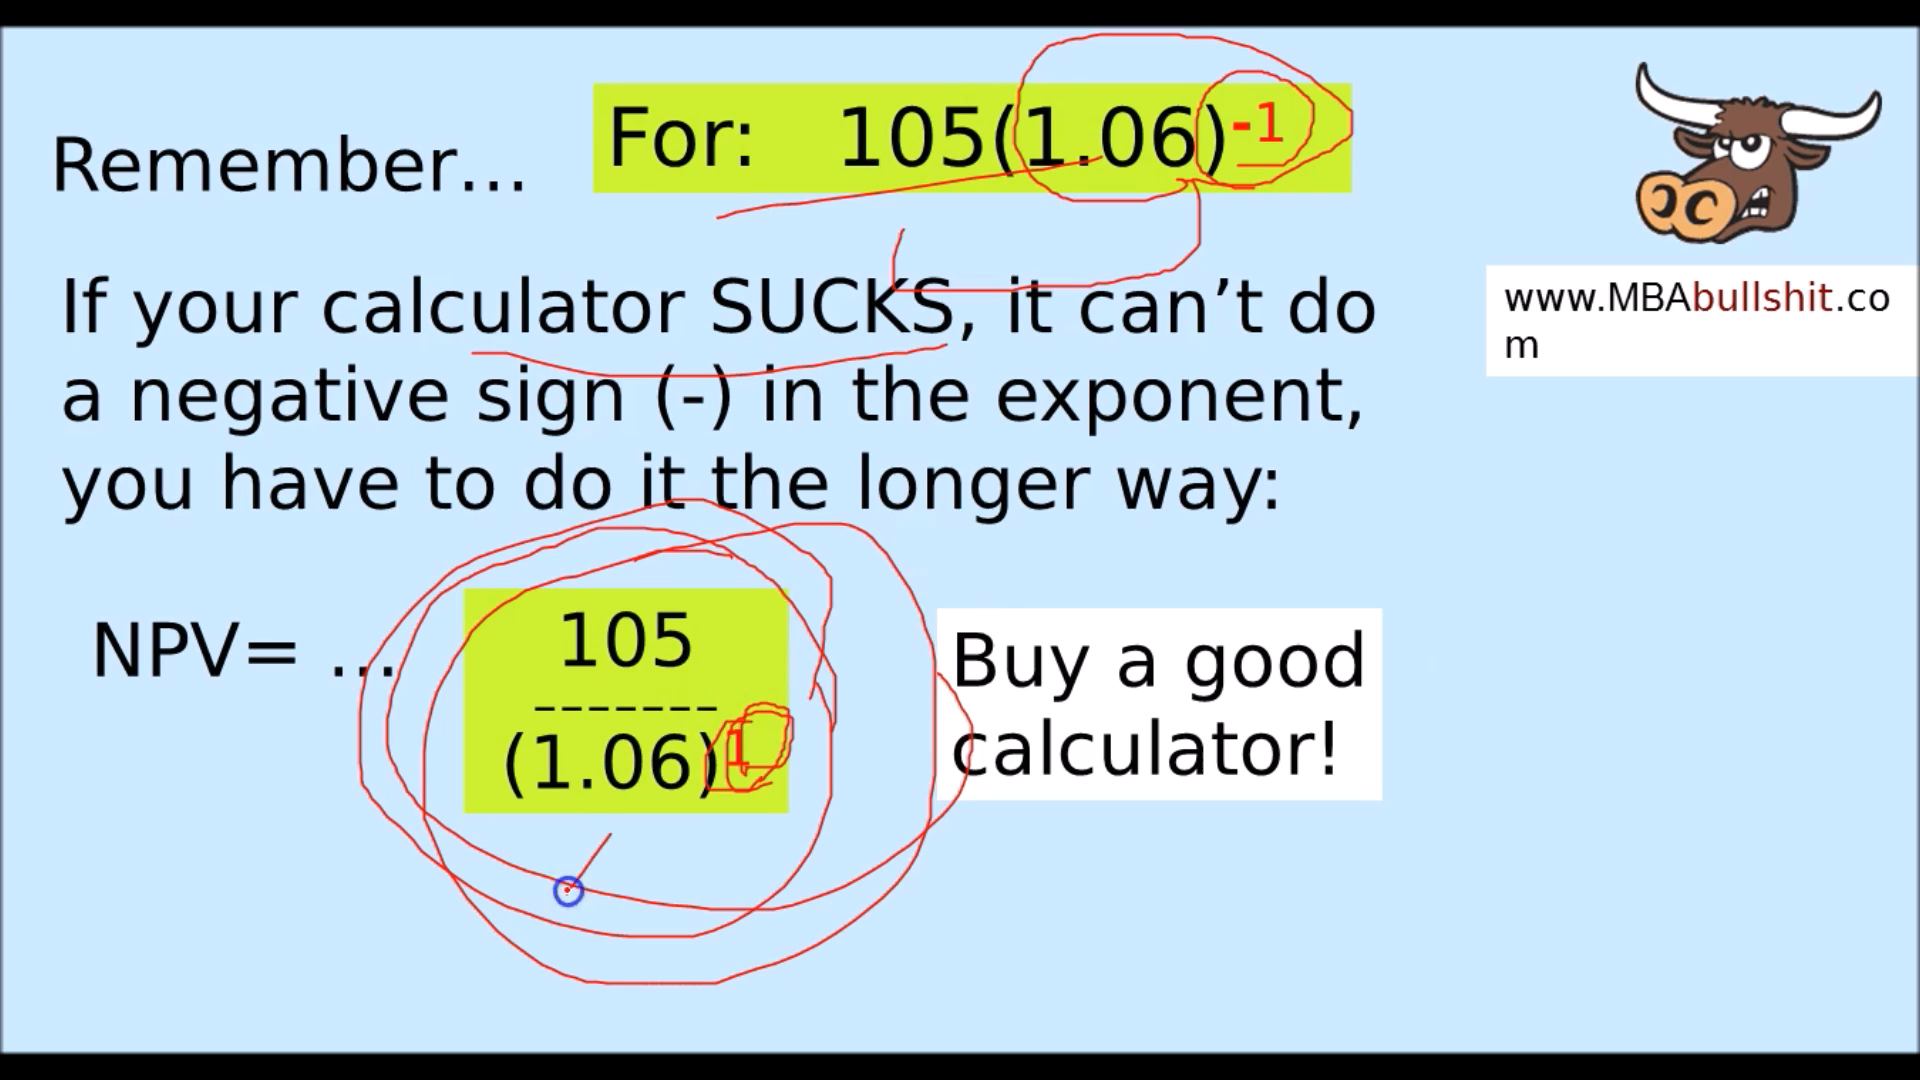 Remember...
For: 105(1.06)-1
www.MBAbullshit.co
m
If your calculator SUCKS, it can’t do
a negative sign (-) in the exponent,
you have to do it the longer way:
NPV= ...
105
-------
(1.06)1
Buy a good
calculator!